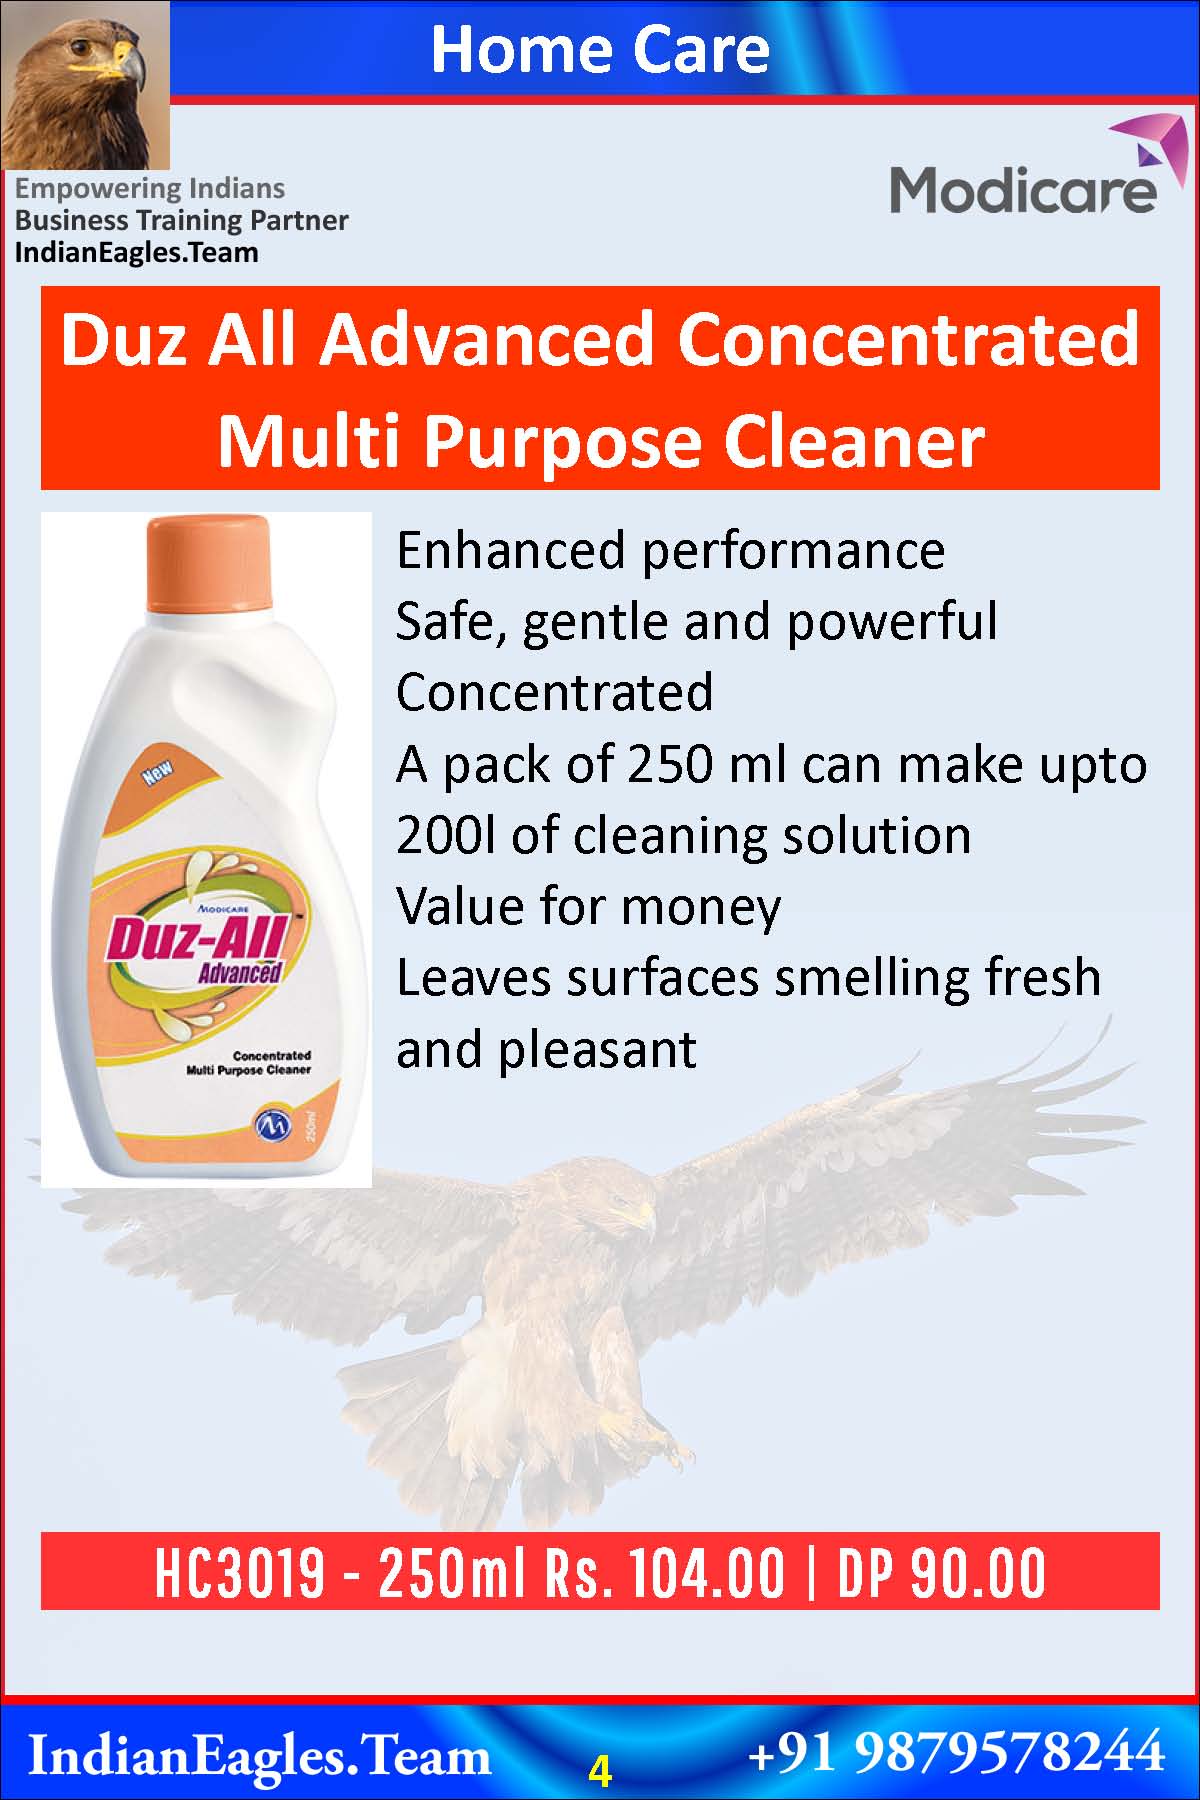 Home Care
Empowering Indians
Business Training Partner
IndianEagles.Team
Modicare
Duz All Advanced Concentrated
Multi Purpose Cleaner
Enhanced performance
Safe, gentle and powerful
Concentrated
A pack of 250 ml can make upto
200l of cleaning solution
Value for money
Leaves surfaces smelling fresh
and pleasant
New
MODICARE
Duz-All™
Advanced
Concentrated
Multi Purpose Cleaner
250ml
HC3019 - 250ml Rs. 104.00 | DP 90.00
IndianEagles.Team
4
+91 9879578244